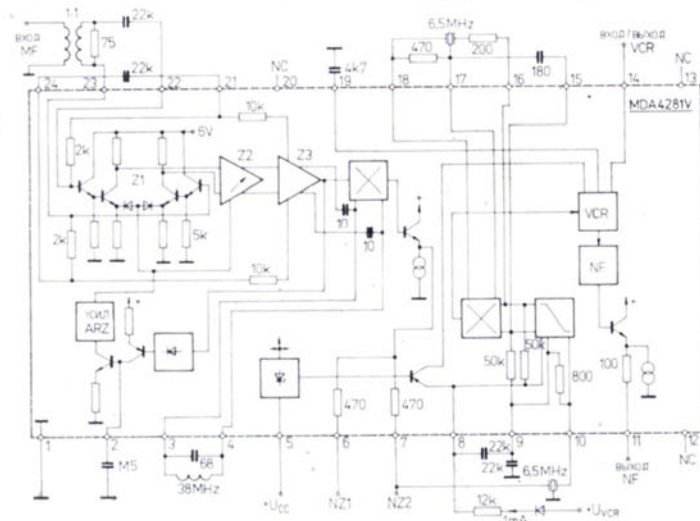 1:1
22k
ВХОД
MF
75
22k
24
23
22
21
NC
20
4k7
19
18
470
6,5MHz
17
200
16
180
15
ВХОД/ВЫХОД
VCR
14
NC
13
MDA4281V
2k
Z1
6V
10k
Z2
Z3
10
10
2k
5k
10k
VCR
NF
УСИЛ
ARZ
50k
50k
800
100
470
470
1
2
3
4
5
6
7
8
9
10
11
12
M5
68
38MHz
+Ucc
NZ1
NZ2
22k
22k
6,5MHz
12k
1mA
+UVCR
ВЫХОД
NF
NC